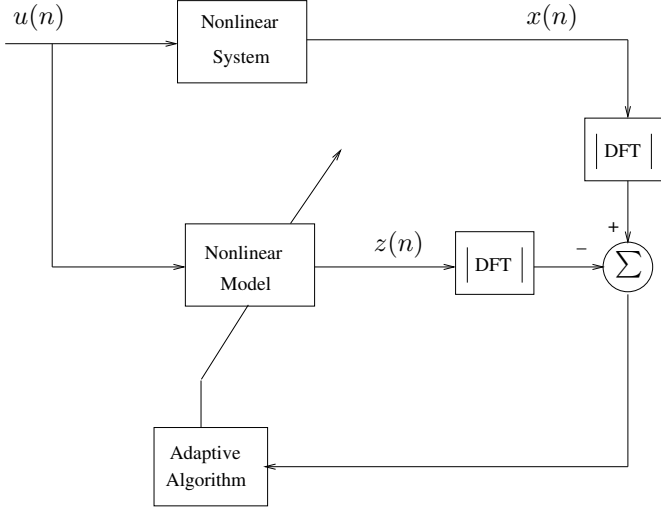 u(n)
Nonlinear
System
x(n)
|DFT|
+
Nonlinear
Model
z(n)
|DFT|
−
Σ
Adaptive
Algorithm